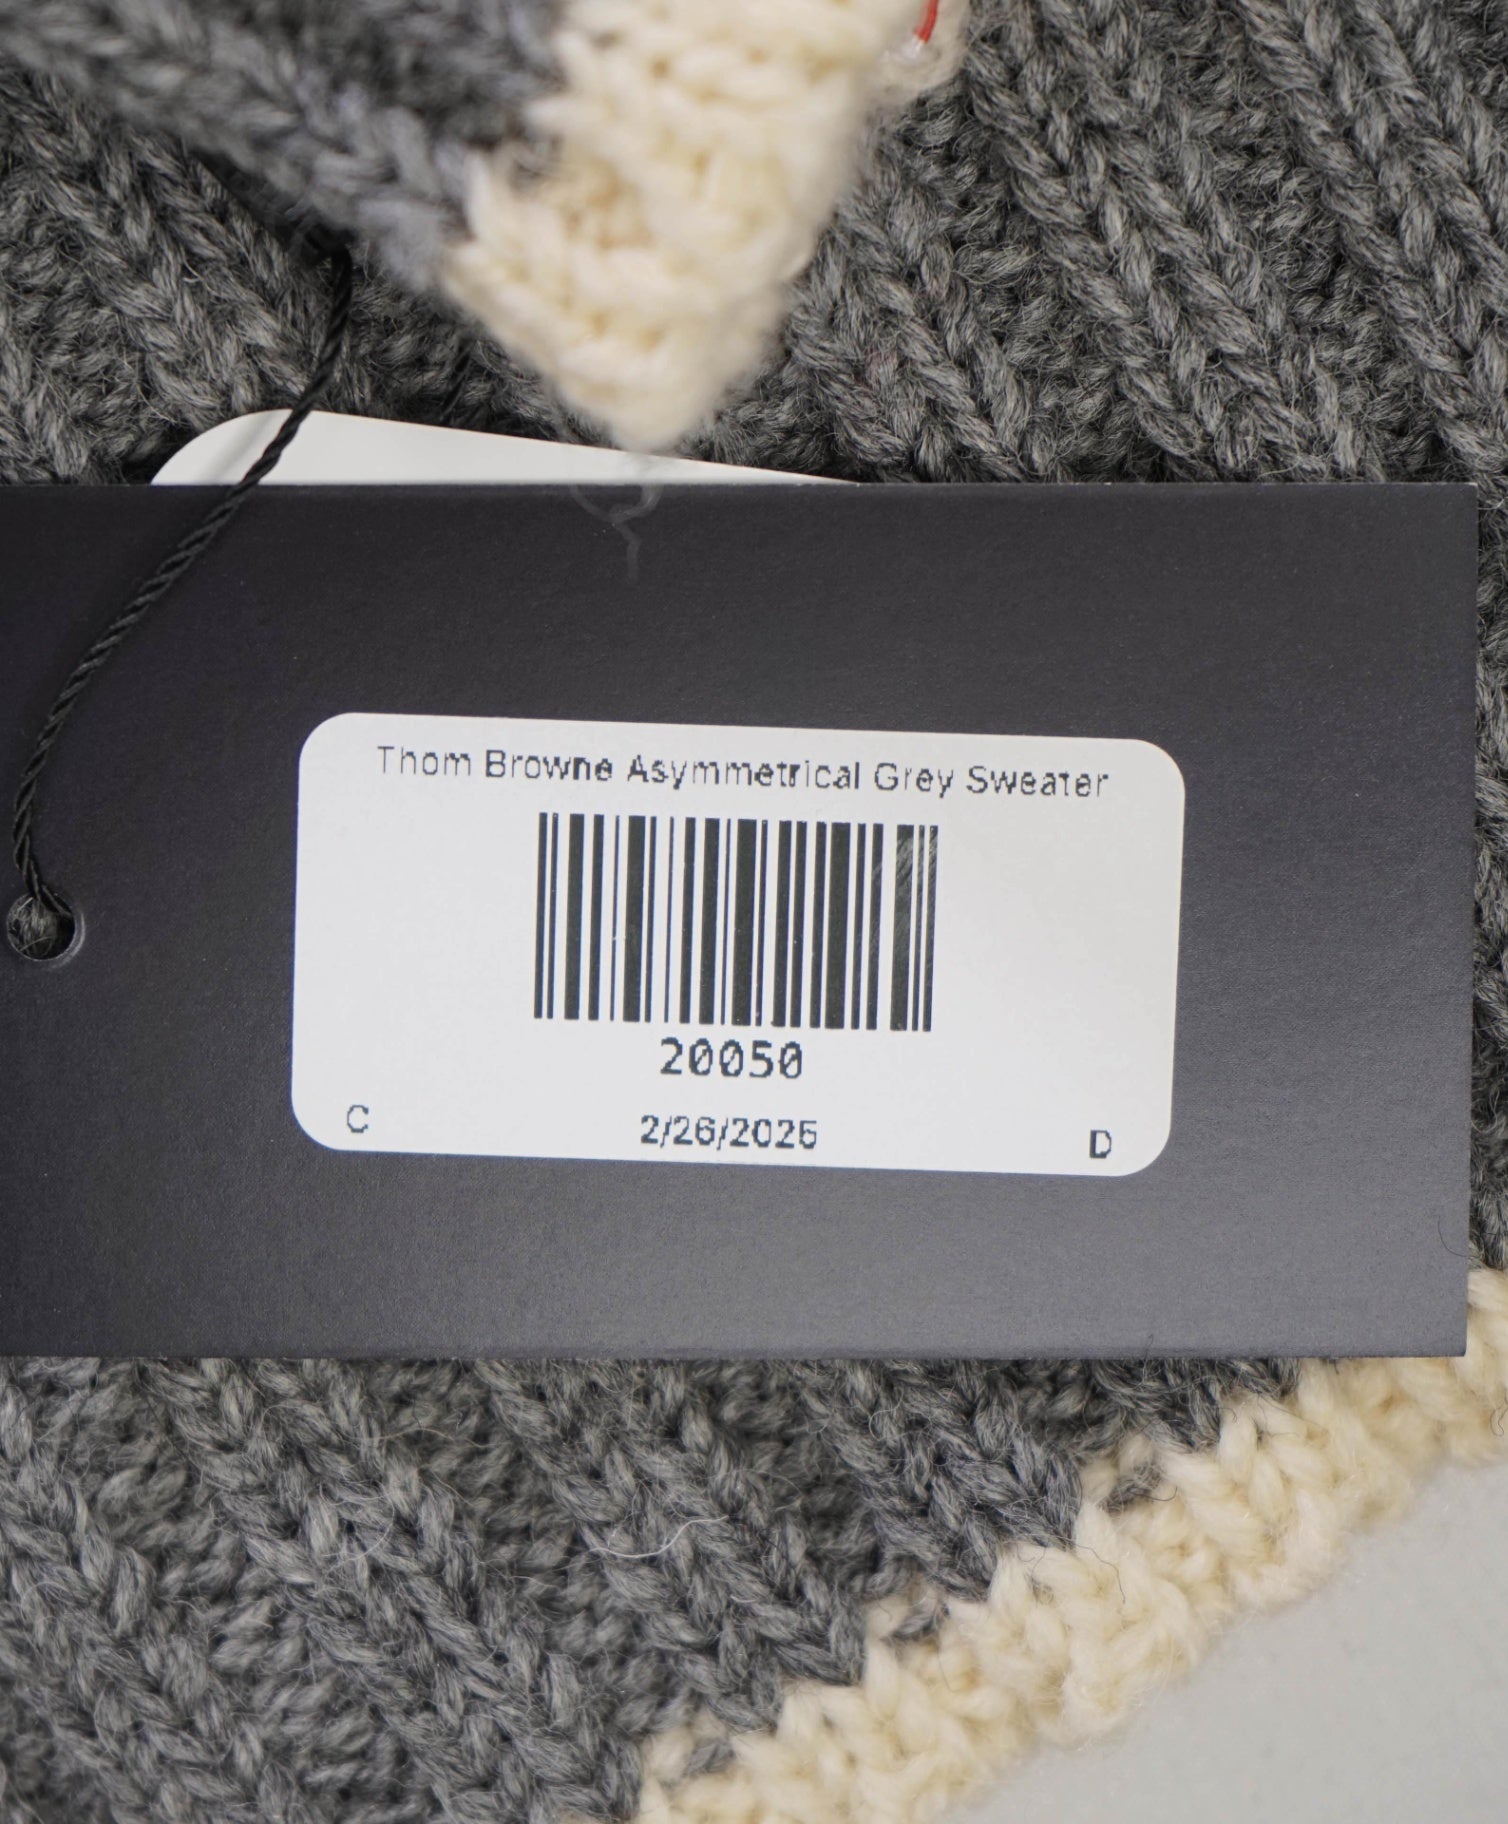 Thom Browne Asymmetrical Grey Sweater
20050
C 2/26/2025 D